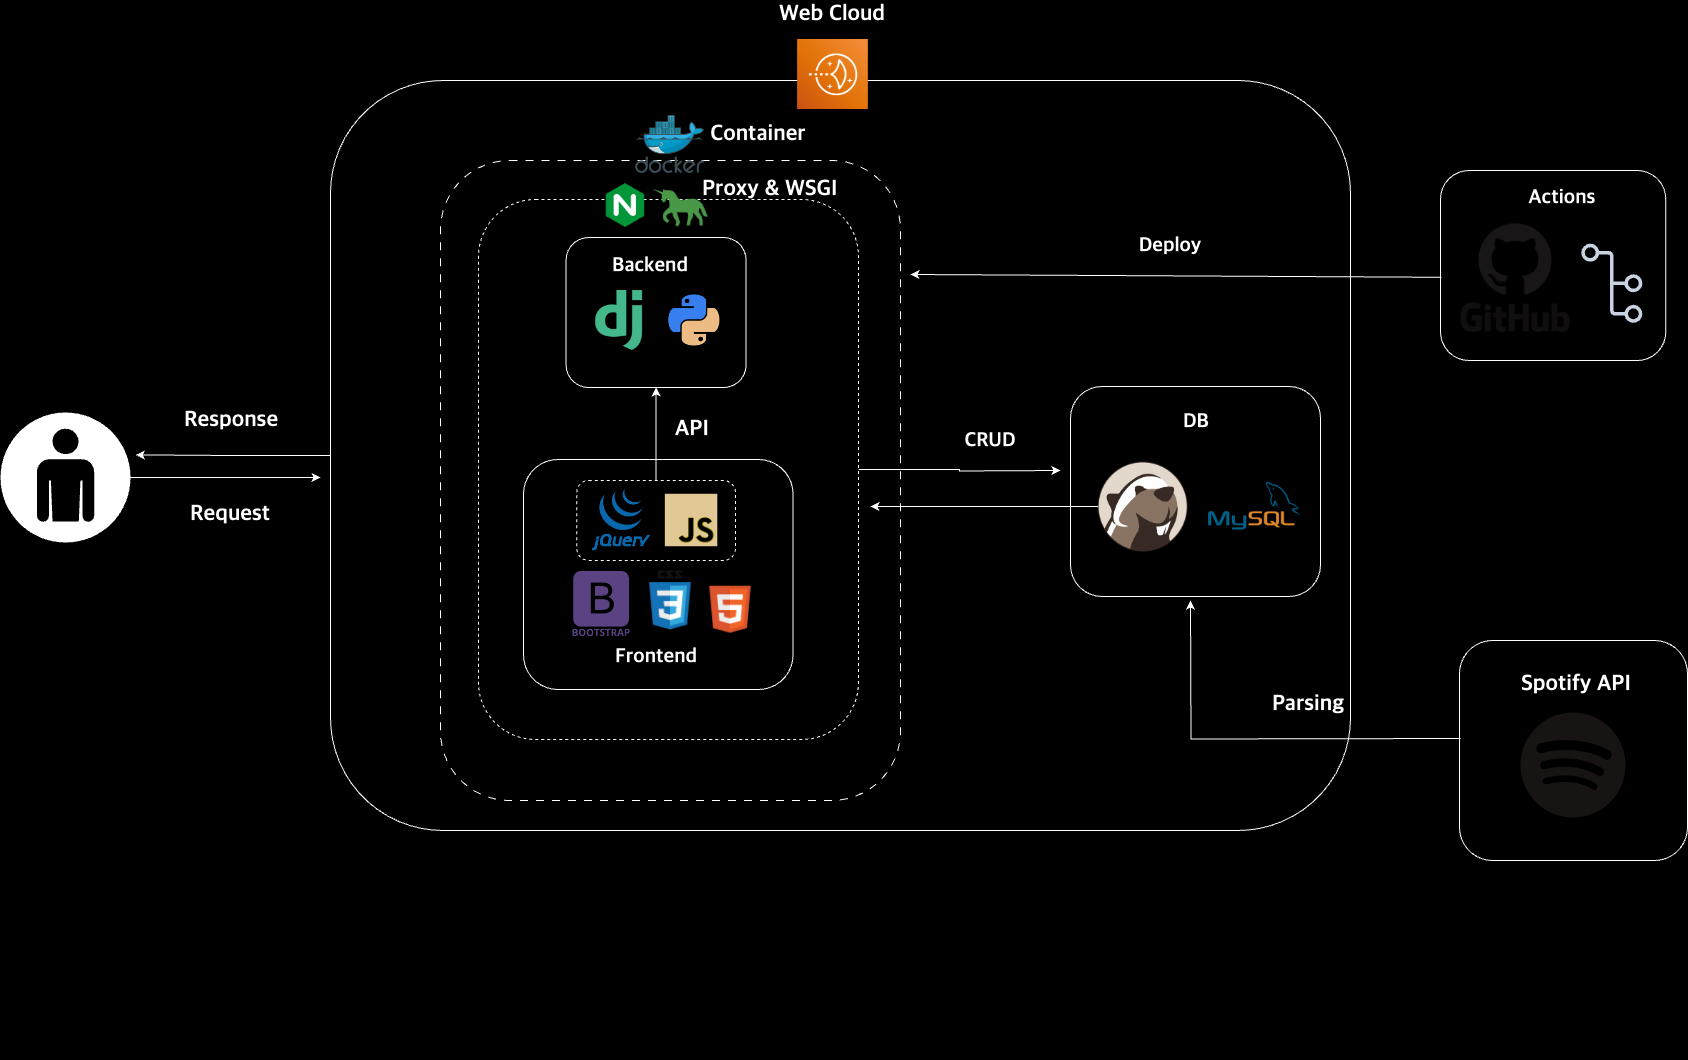 Web Cloud
Container
docker
Proxy & WSGI
N
Backend
dj
Actions
GitHub
Deploy
Response
Request
API
jQuery
JS
BOOTSTRAP
B
CSS
3
5
Frontend
CRUD
DB
MySQL
Parsing
Spotify API